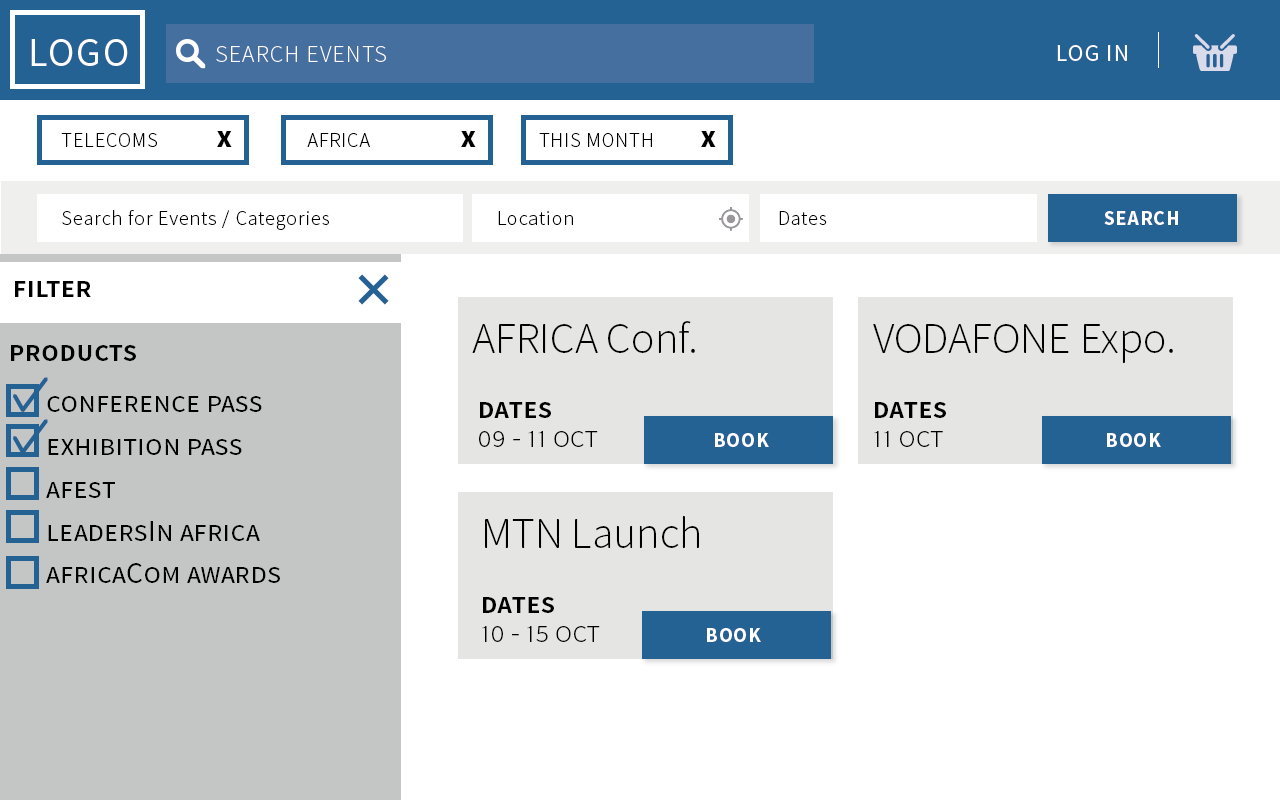 LOGO
SEARCH EVENTS
LOG IN
TELECOMS X
AFRICA X
THIS MONTH X
Search for Events / Categories
Location
Dates
SEARCH
FILTER
PRODUCTS
CONFERENCE PASS
EXHIBITION PASS
AFEST
LEADERSIN AFRICA
AFRICACOM AWARDS
AFRICA Conf.
DATES
09 - 11 OCT
BOOK
VODAFONE Expo.
DATES
11 OCT
BOOK
MTN Launch
DATES
10 - 15 OCT
BOOK